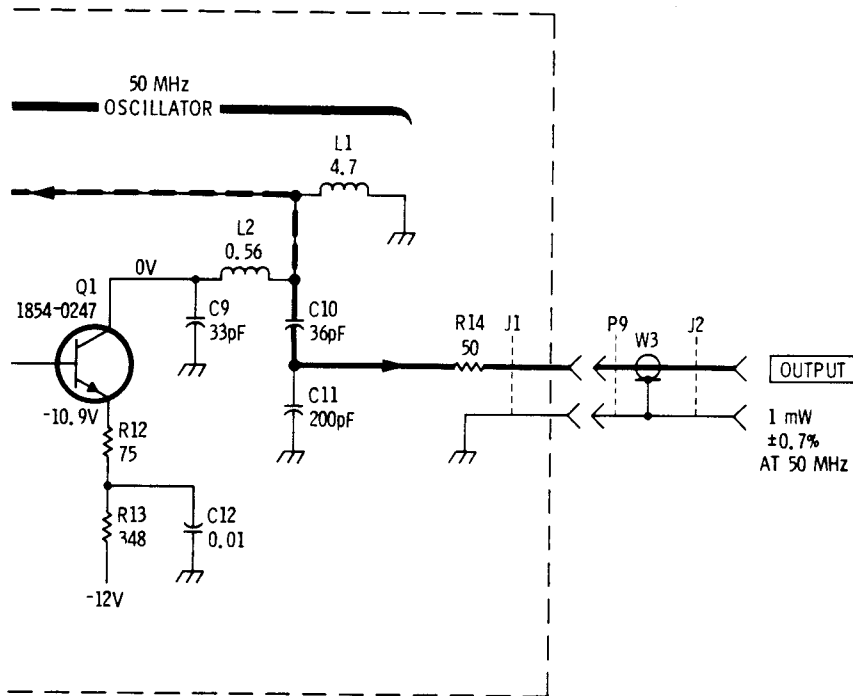 50 MHz
OSCILLATOR
L1
4.7
L2
0.56
0V
Q1
1854-0247
C9
33pF
C10
36pF
R14
50
J1
P9
W3
J2
OUTPUT
C11
200pF
1 mW
±0.7%
AT 50 MHz
-10.9V
R12
75
R13
348
C12
0.01
-12V